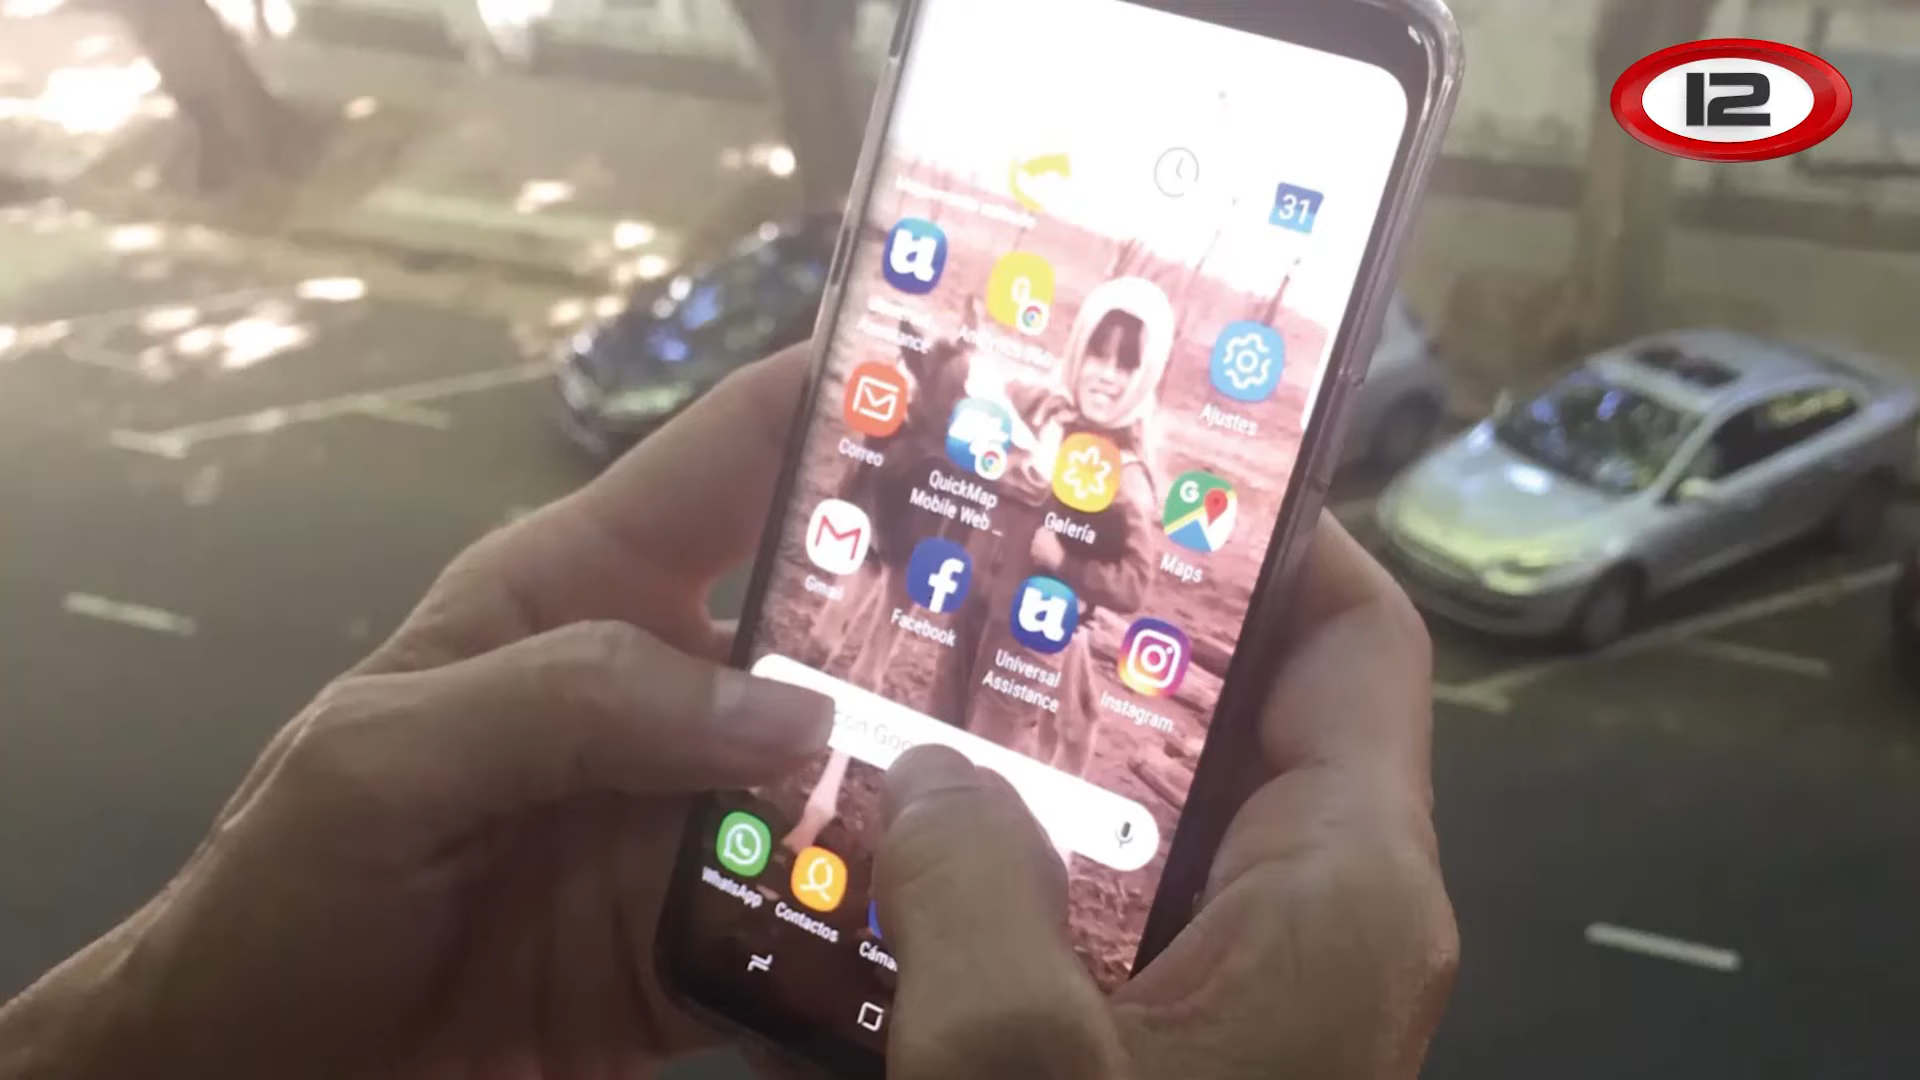 12
31
Ajustes
Correo
QuickMap
Mobile Web ...
Galería
G
Maps
Gmail
Facebook
Universal
Assistance
Instagram
WhatsApp
Contactos